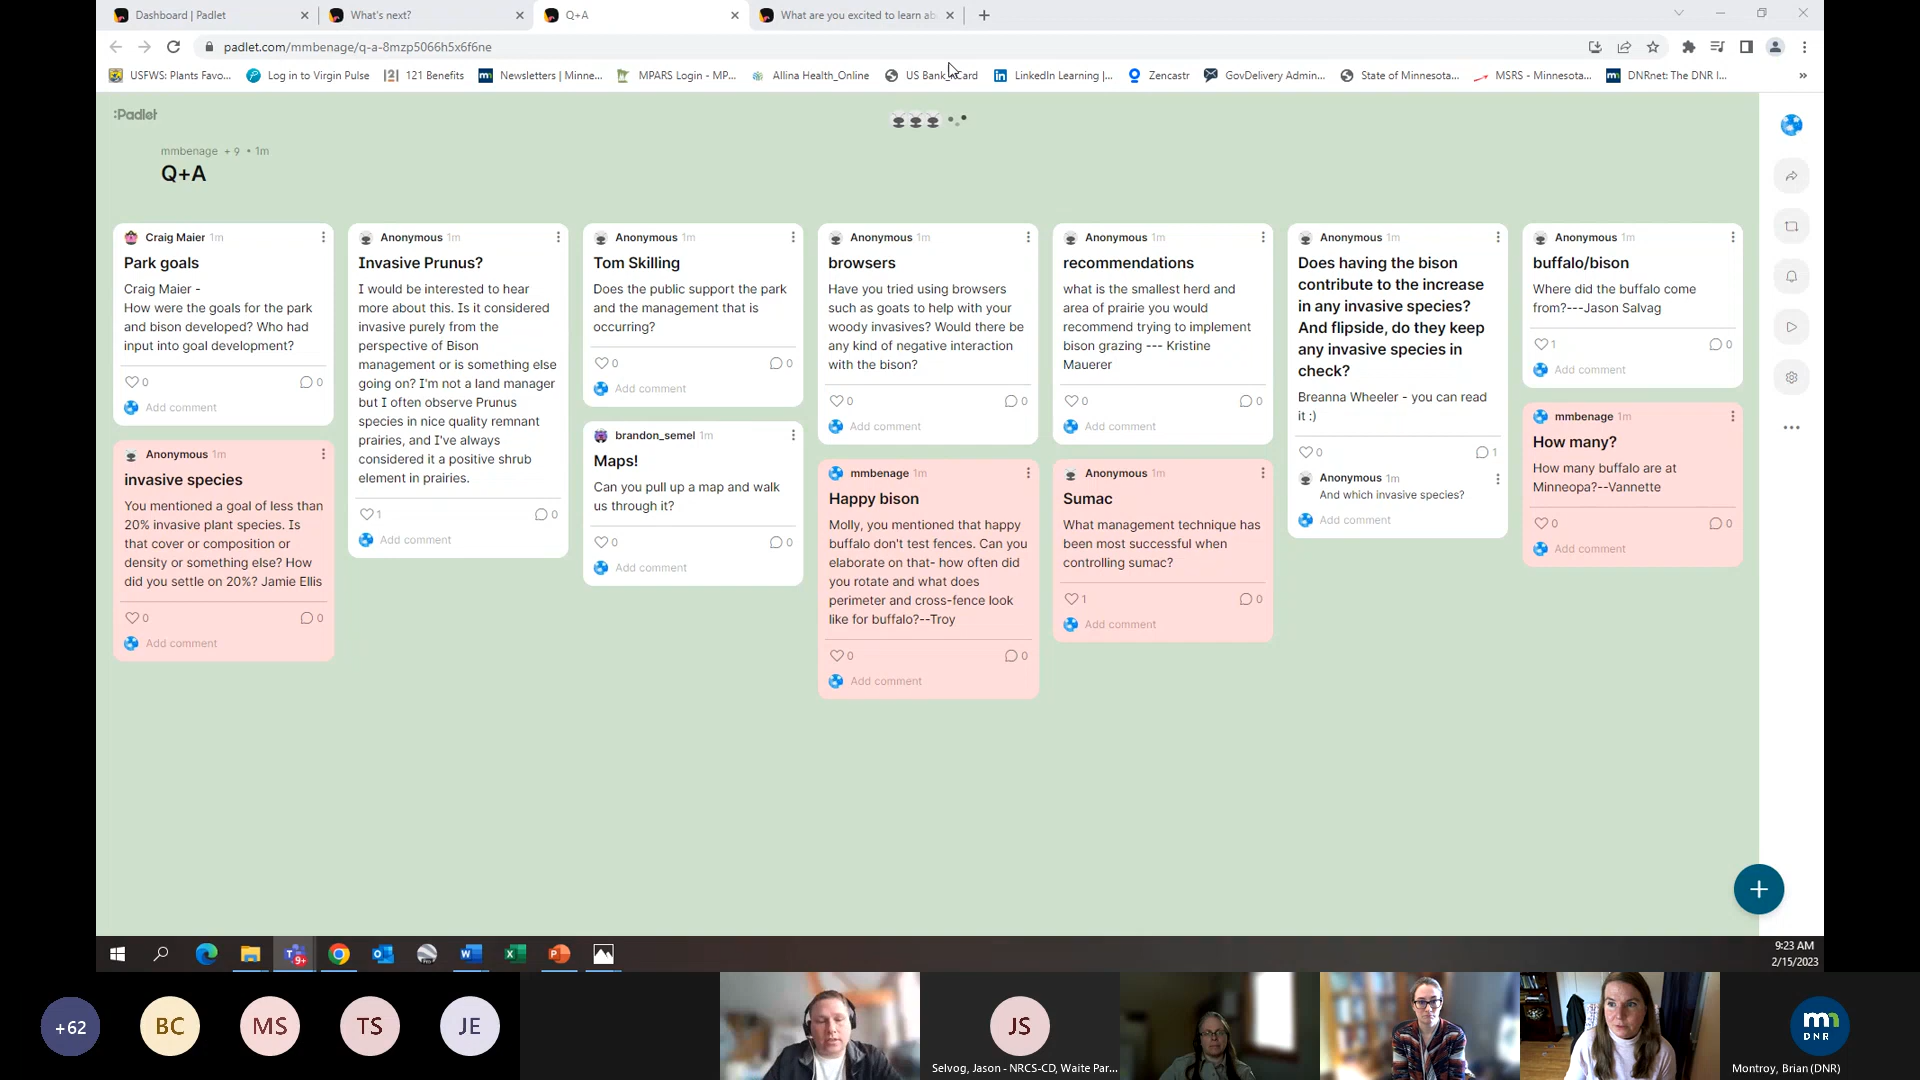 Dashboard | Padlet
What's next?
Q+A
What are you excited to learn ab
padlet.com/mmbenage/q-a-8mzp5066h5x6f6ne
USFWS: Plants Favo...
Log in to Virgin Pulse
121 Benefits
Newsletters | Minne...
MPARS Login - MP...
Allina Health_Online
US Bank_Card
LinkedIn Learning |...
Zencastr
GovDelivery Admin...
State of Minnesota...
MSRS - Minnesota...
DNRnet: The DNR I...
»
:Padlet
mmbenage + 9 • 1m
Q+A
Craig Maier 1m
Park goals
Craig Maier -
How were the goals for the park
and bison developed? Who had
input into goal development?
0 0
Add comment
Anonymous 1m
invasive species
You mentioned a goal of less than
20% invasive plant species. Is
that cover or composition or
density or something else? How
did you settle on 20%? Jamie Ellis
0 0
Add comment
Anonymous 1m
Invasive Prunus?
I would be interested to hear
more about this. Is it considered
invasive purely from the
perspective of Bison
management or is something else
going on? I'm not a land manager
but I often observe Prunus
species in nice quality remnant
prairies, and I've always
considered it a positive shrub
element in prairies.
1 0
Add comment
Anonymous 1m
Tom Skilling
Does the public support the park
and the management that is
occurring?
0 0
Add comment
brandon_semel 1m
Maps!
Can you pull up a map and walk
us through it?
0 0
Add comment
Anonymous 1m
browsers
Have you tried using browsers
such as goats to help with your
woody invasives? Would there be
any kind of negative interaction
with the bison?
0 0
Add comment
mmbenage 1m
Happy bison
Molly, you mentioned that happy
buffalo don't test fences. Can you
elaborate on that- how often did
you rotate and what does
perimeter and cross-fence look
like for buffalo?--Troy
0 0
Add comment
Anonymous 1m
recommendations
what is the smallest herd and
area of prairie you would
recommend trying to implement
bison grazing --- Kristine
Mauerer
0 0
Add comment
Anonymous 1m
Sumac
What management technique has
been most successful when
controlling sumac?
1 0
Add comment
Anonymous 1m
Does having the bison
contribute to the increase
in any invasive species?
And flipside, do they keep
any invasive species in
check?
Breanna Wheeler - you can read
it :)
0 1
Anonymous 1m
And which invasive species?
Add comment
Anonymous 1m
buffalo/bison
Where did the buffalo come
from?---Jason Salvag
1 0
Add comment
mmbenage 1m
How many?
How many buffalo are at
Minneopa?--Vannette
0 0
Add comment
9+
9:23 AM
2/15/2023
+62
BC
MS
TS
JE
JS
Selvog, Jason - NRCS-CD, Waite Par...
mn
DNR
Montroy, Brian (DNR)